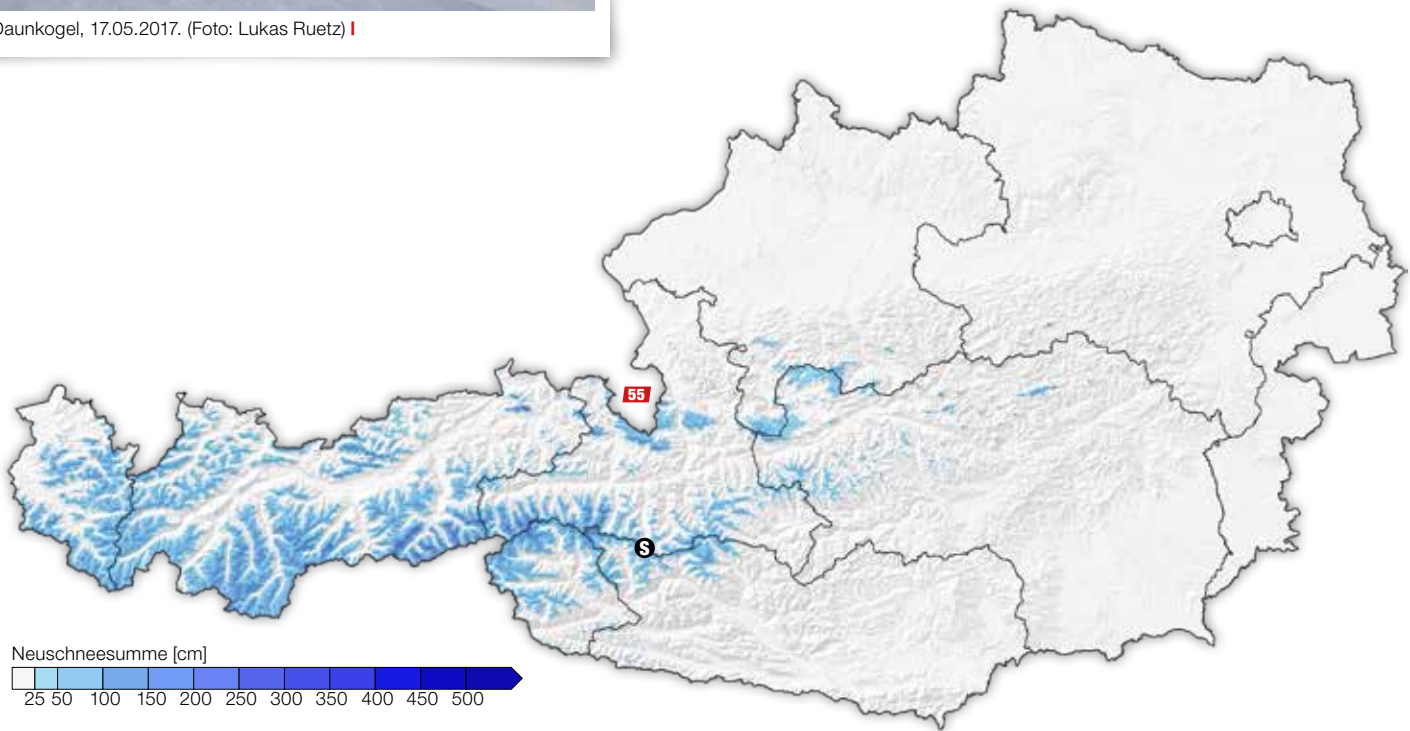 Daunkogel, 17.05.2017. (Foto: Lukas Ruetz) I
55
S
Neuschneesumme [cm]
25 50 100 150 200 250 300 350 400 450 500